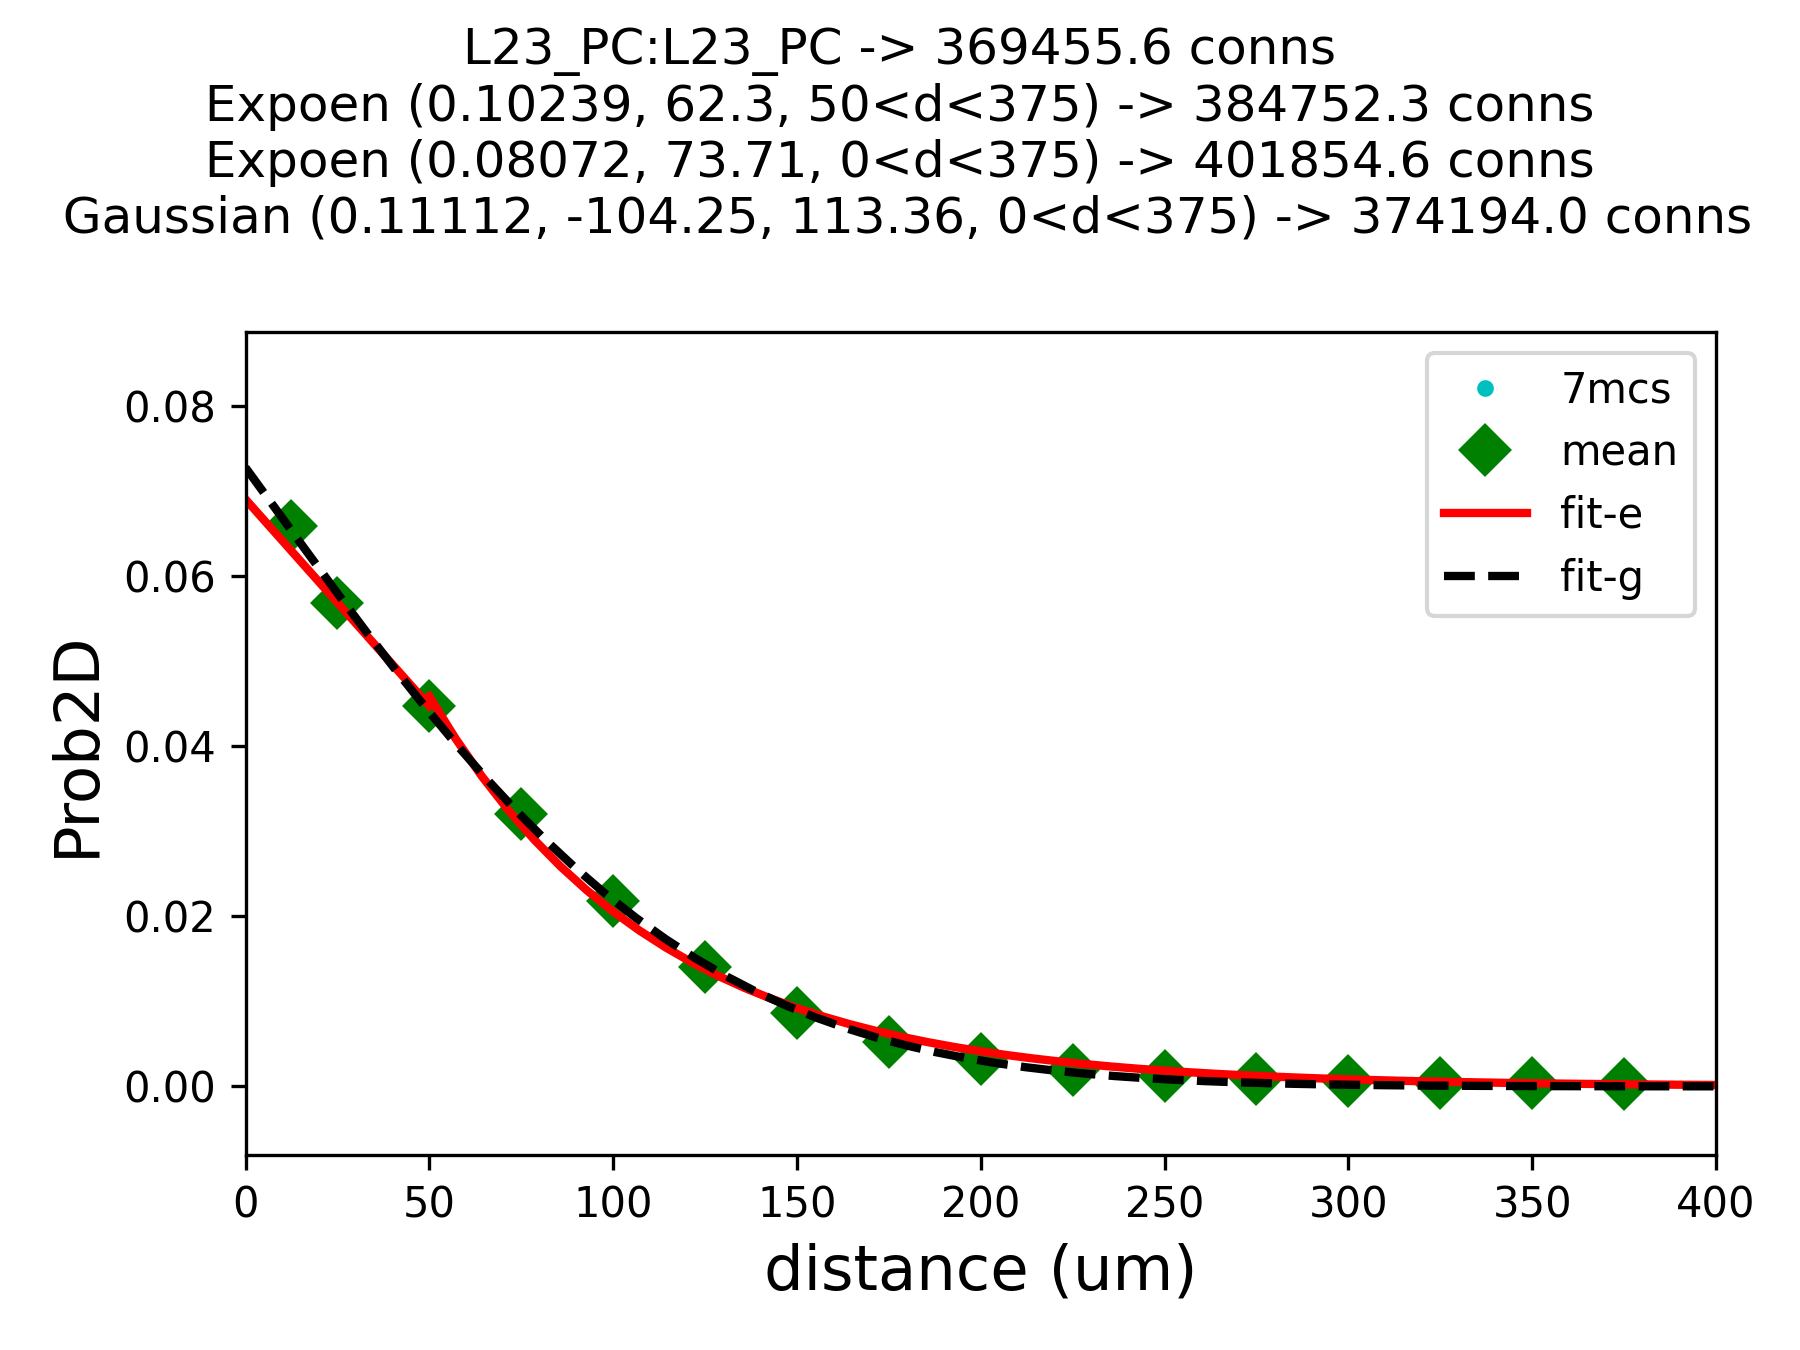 L23_PC:L23_PC -> 369455.6 conns
Expoen (0.10239, 62.3, 50<d<375) -> 384752.3 conns
Expoen (0.08072, 73.71, 0<d<375) -> 401854.6 conns
Gaussian (0.11112, -104.25, 113.36, 0<d<375) -> 374194.0 conns
7mcs
mean
fit-e
fit-g
0.08
0.06
0.04
0.02
0.00
Prob2D
0 50 100 150 200 250 300 350 400
distance (um)